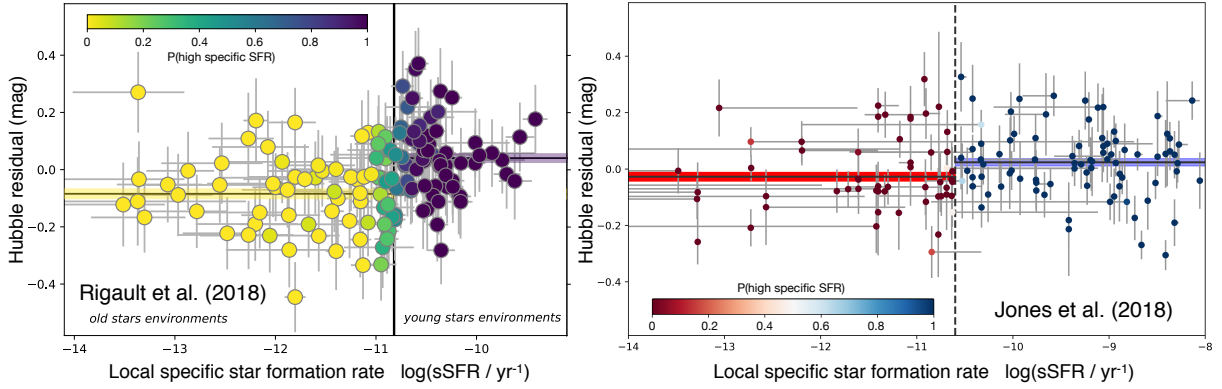 0 0.2 0.4 0.6 0.8 1
P(high specific SFR)
Hubble residual (mag)
0.4
0.2
0.0
−0.2
−0.4
Rigault et al. (2018)
old stars environments
young stars environments
−14 −13 −12 −11 −10
Local specific star formation rate log(sSFR / yr⁻¹)
Hubble residual (mag)
0.4
0.2
0.0
−0.2
−0.4
P(high specific SFR)
0 0.2 0.4 0.6 0.8 1
Jones et al. (2018)
−14 −13 −12 −11 −10 −9 −8
Local specific star formation rate log(sSFR / yr⁻¹)